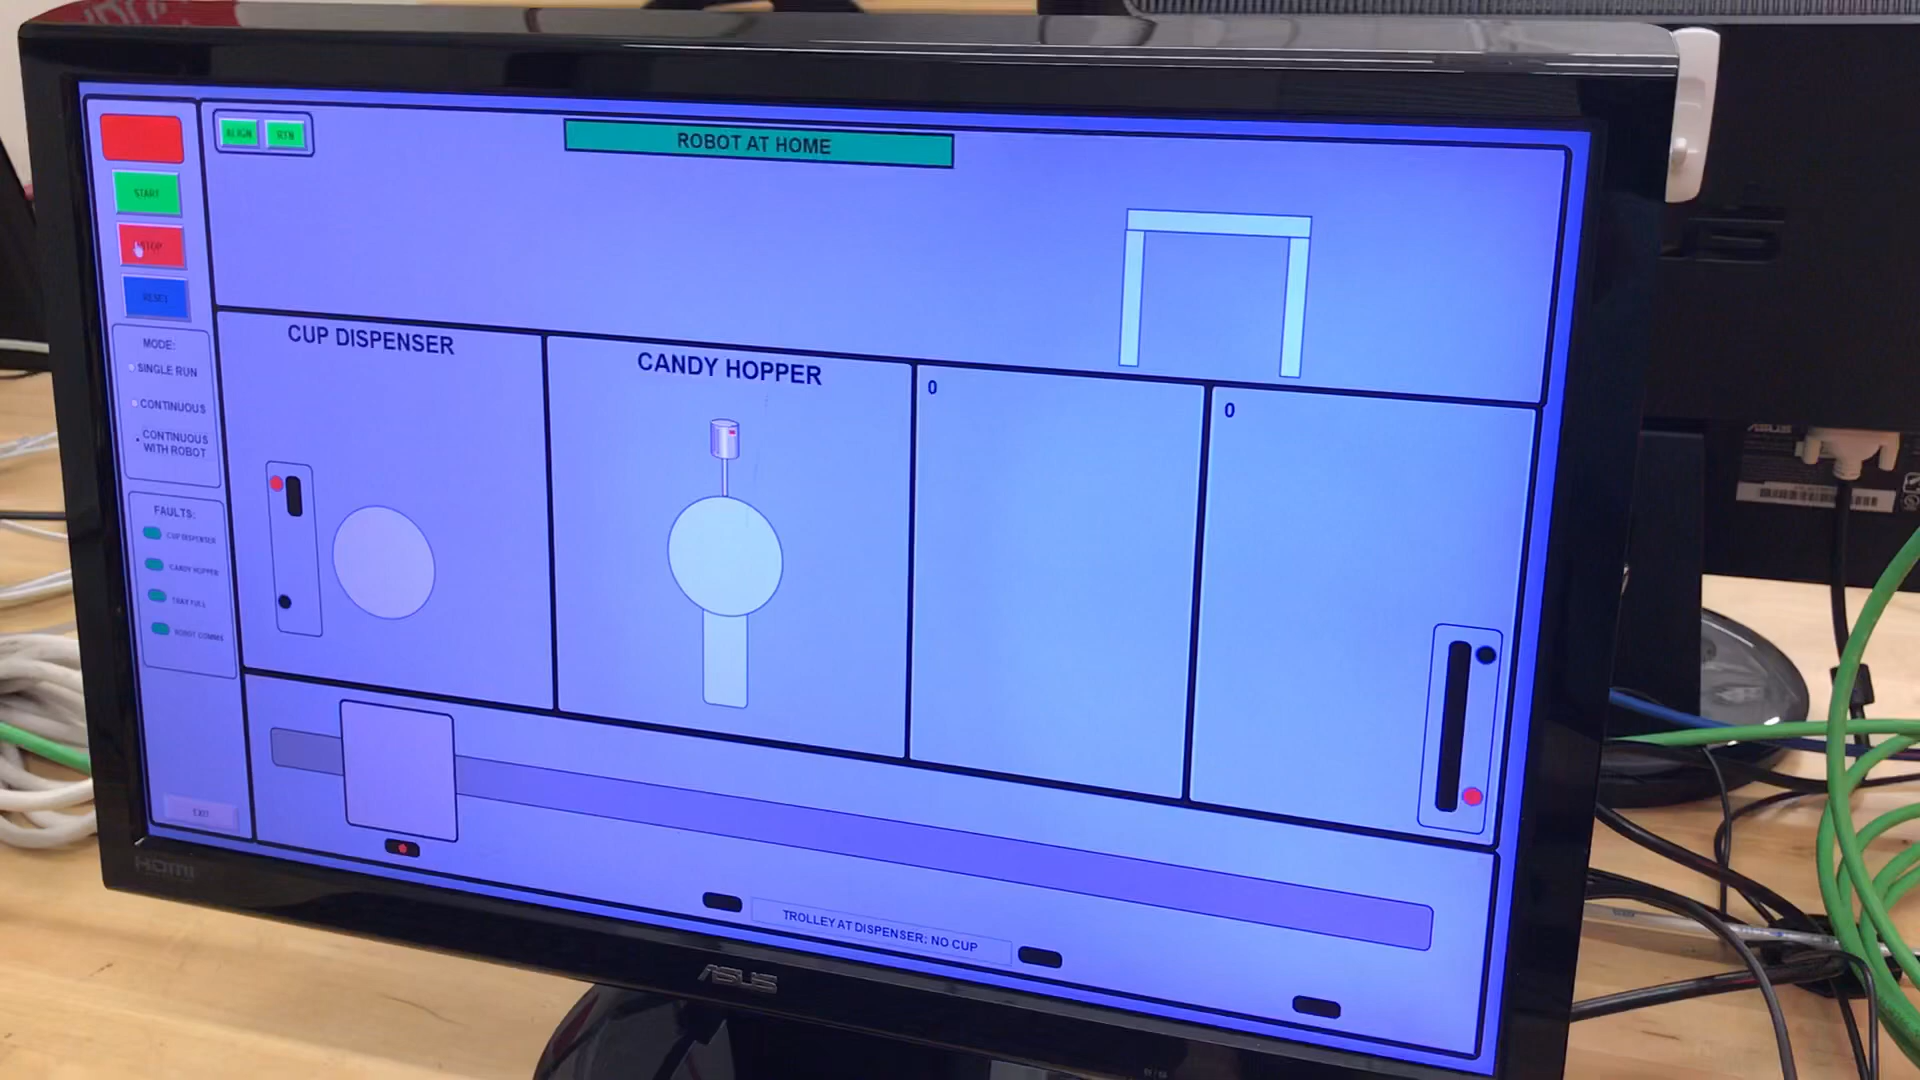 ALIGN RTN
ROBOT AT HOME
START
STOP
RESET
MODE:
SINGLE RUN
CONTINUOUS
CONTINUOUS
WITH ROBOT
FAULTS:
CUP DISPENSER
CANDY HOPPER
TRAY FULL
ROBOT COMMS
EXIT
CUP DISPENSER
CANDY HOPPER
0
0
TROLLEY AT DISPENSER; NO CUP
HDMI
ASUS
ASUS